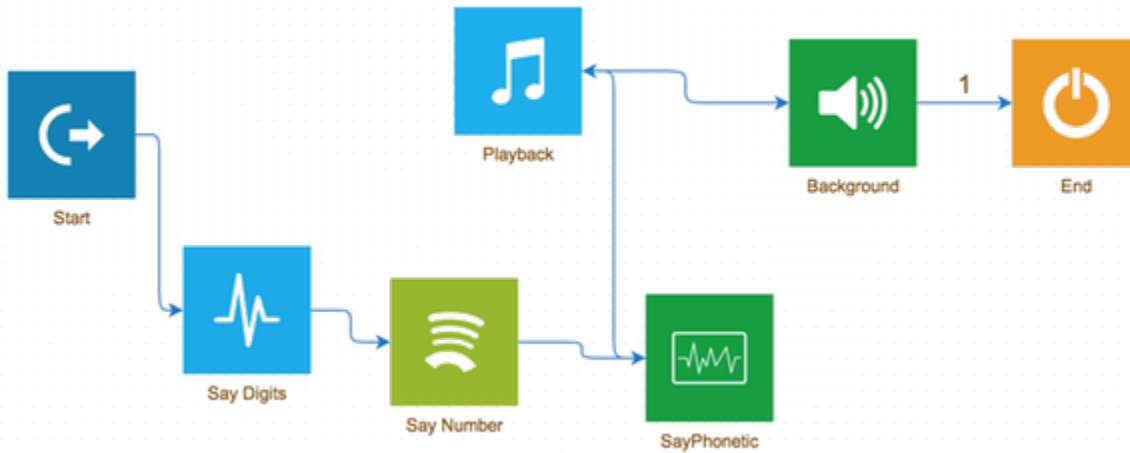 Playback
Start
Background
1
End
Say Digits
Say Number
SayPhonetic